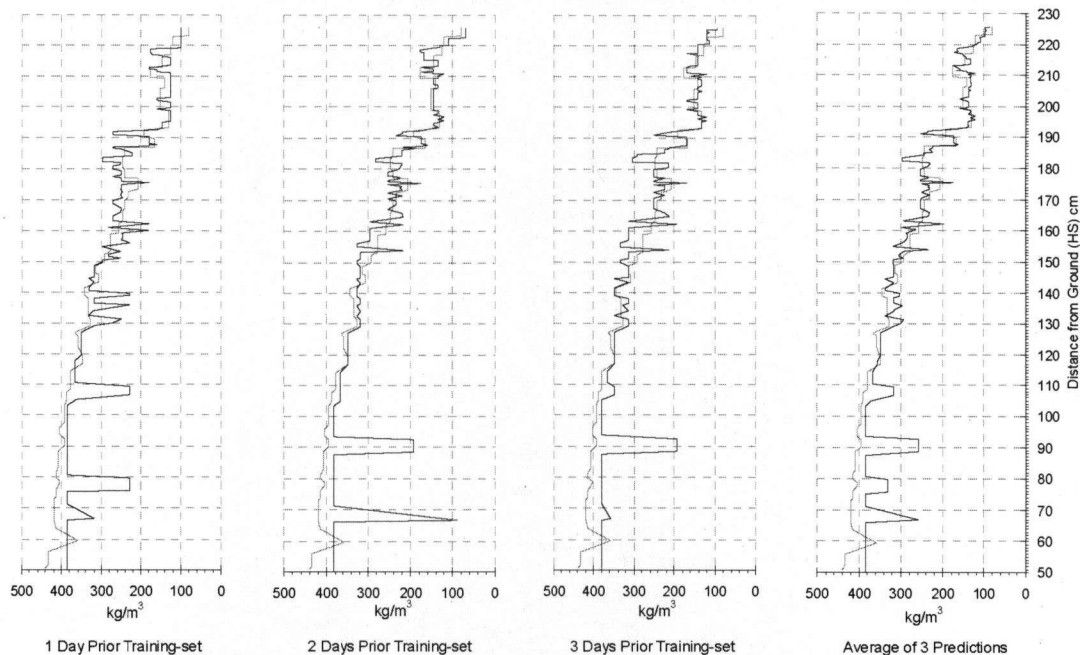 230
220
210
200
190
180
170
160
150
140
130
120
110
100
90
80
70
60
50
Distance from Ground (HS) cm
500 400 300 200 100 0
500 400 300 200 100 0
500 400 300 200 100 0
500 400 300 200 100 0
kg/m³
kg/m³
kg/m³
kg/m³
1 Day Prior Training-set
2 Days Prior Training-set
3 Days Prior Training-set
Average of 3 Predictions